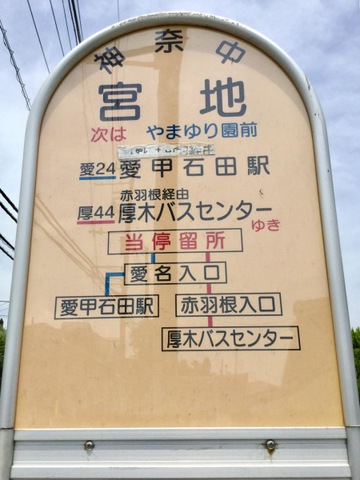 神奈中
宮地
次は やまゆり園前
愛24 愛甲石田駅
赤羽根経由
厚44 厚木バスセンター
ゆき
当停留所
愛名入口
愛甲石田駅 赤羽根入口
厚木バスセンター